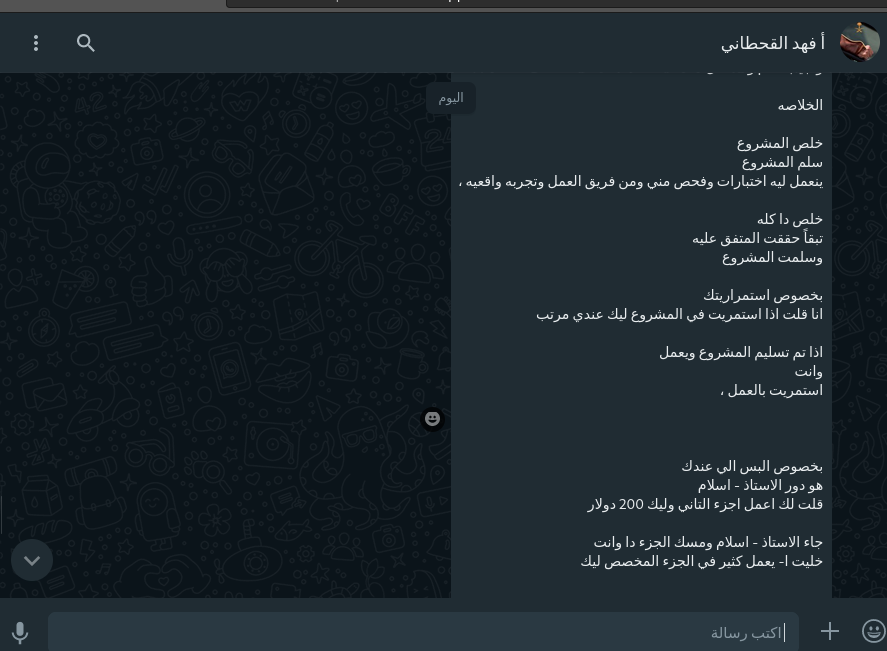 أ فهد القحطاني
اليوم
الخلاصه
خلص المشروع
سلم المشروع
ينعمل ليه اختبارات وفحص مني ومن فريق العمل وتجربه واقعيه ،
خلص دا كله
تبقاً حققت المتفق عليه
وسلمت المشروع
بخصوص استمراريتك
انا قلت اذا استمريت في المشروع ليك عندي مرتب
اذا تم تسليم المشروع ويعمل
وانت
استمريت بالعمل ،
بخصوص البس الي عندك
هو دور الاستاذ - اسلام
قلت لك اعمل اجزء التاني وليك 200 دولار
جاء الاستاذ - اسلام ومسك الجزء دا وانت
خليت ا- يعمل كثير في الجزء المخصص ليك
اكتب رسالة